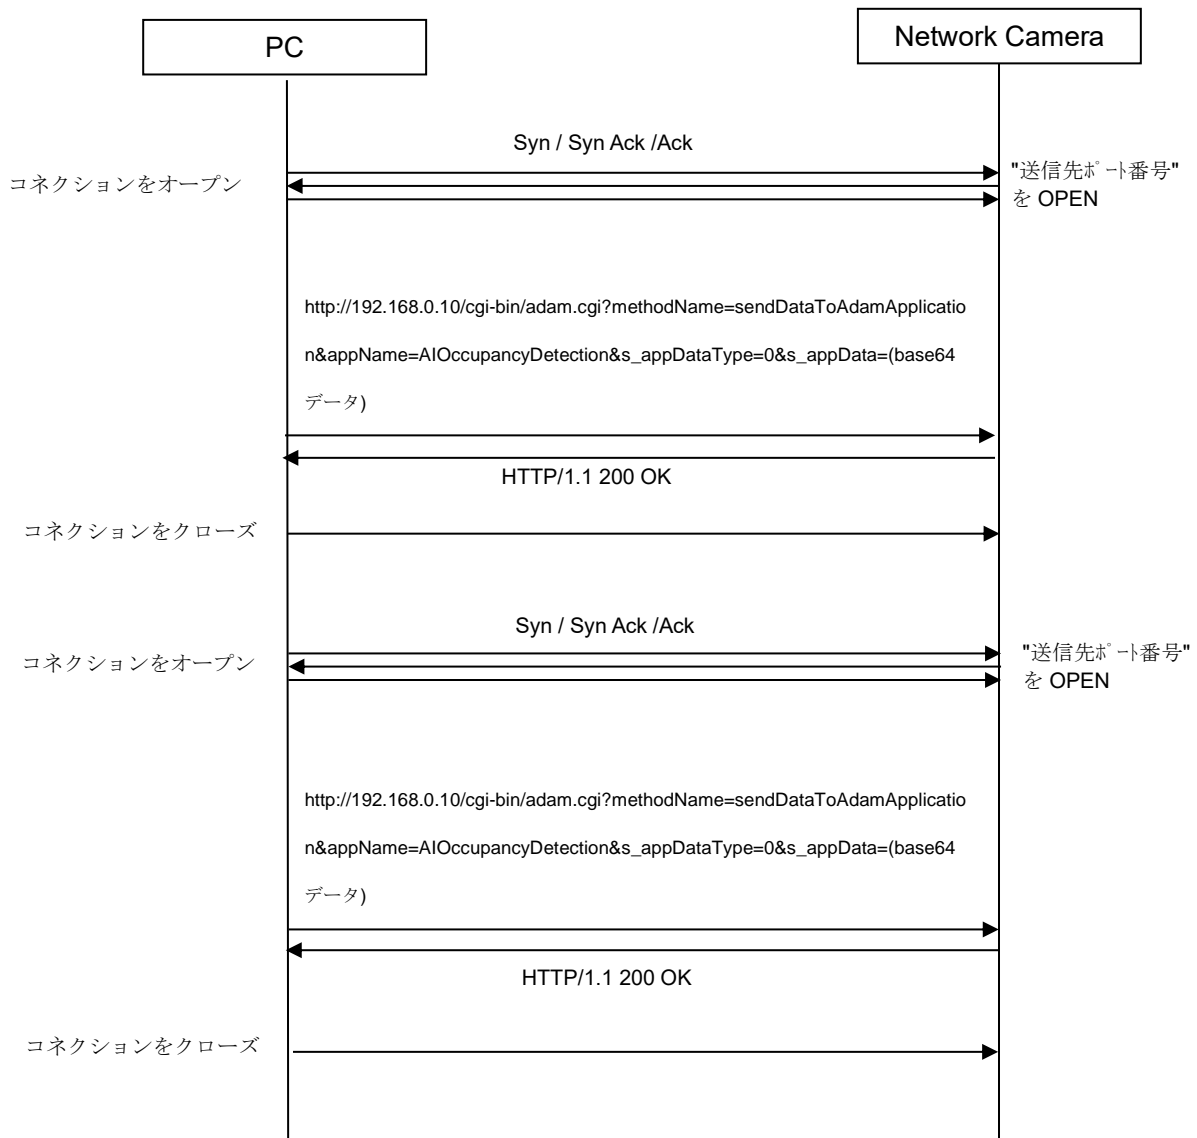 PC
Network Camera
Syn / Syn Ack /Ack
コネクションをオープン
"送信先ポート番号"
を OPEN
http://192.168.0.10/cgi-bin/adam.cgi?methodName=sendDataToAdamApplicatio
n&appName=AIOccupancyDetection&s_appDataType=0&s_appData=(base64
データ)
HTTP/1.1 200 OK
コネクションをクローズ
Syn / Syn Ack /Ack
コネクションをオープン
"送信先ポート番号"
を OPEN
http://192.168.0.10/cgi-bin/adam.cgi?methodName=sendDataToAdamApplicatio
n&appName=AIOccupancyDetection&s_appDataType=0&s_appData=(base64
データ)
HTTP/1.1 200 OK
コネクションをクローズ